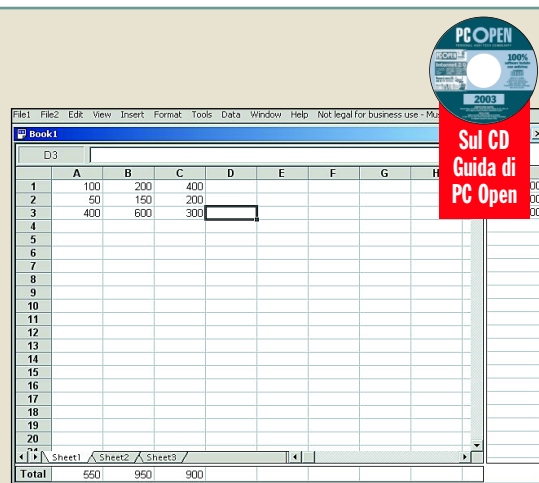 PC OPEN
100%
2003
Sul CD
Guida di
PC Open
File1 File2 Edit View Insert Format Tools Data Window Help Not legal for business use - Mus
Book1
D3
A B C D E F G H
1 100 200 400
2 50 150 200
3 400 600 300
4
5
6
7
8
9
10
11
12
13
14
15
16
17
18
19
20
Sheet1 Sheet2 Sheet3
Total 550 950 900